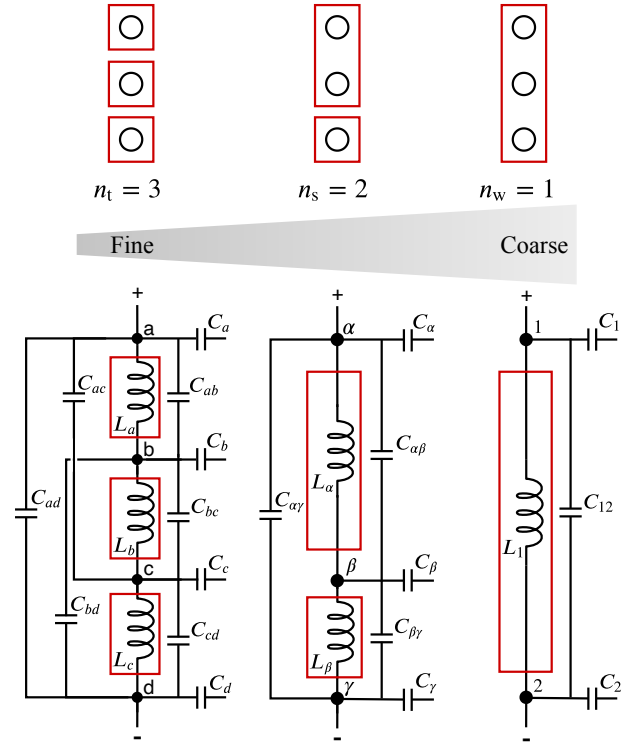 n_t = 3
n_s = 2
n_w = 1
Fine
Coarse
+
+
+
a
C_a
α
C_α
1
C_1
C_ac
C_ab
L_a
b
C_b
C_αβ
L_α
C_ad
C_bc
C_αγ
C_12
L_b
L_1
c
C_c
β
C_β
C_bd
C_cd
C_βγ
L_c
L_β
d
C_d
γ
C_γ
2
C_2
-
-
-